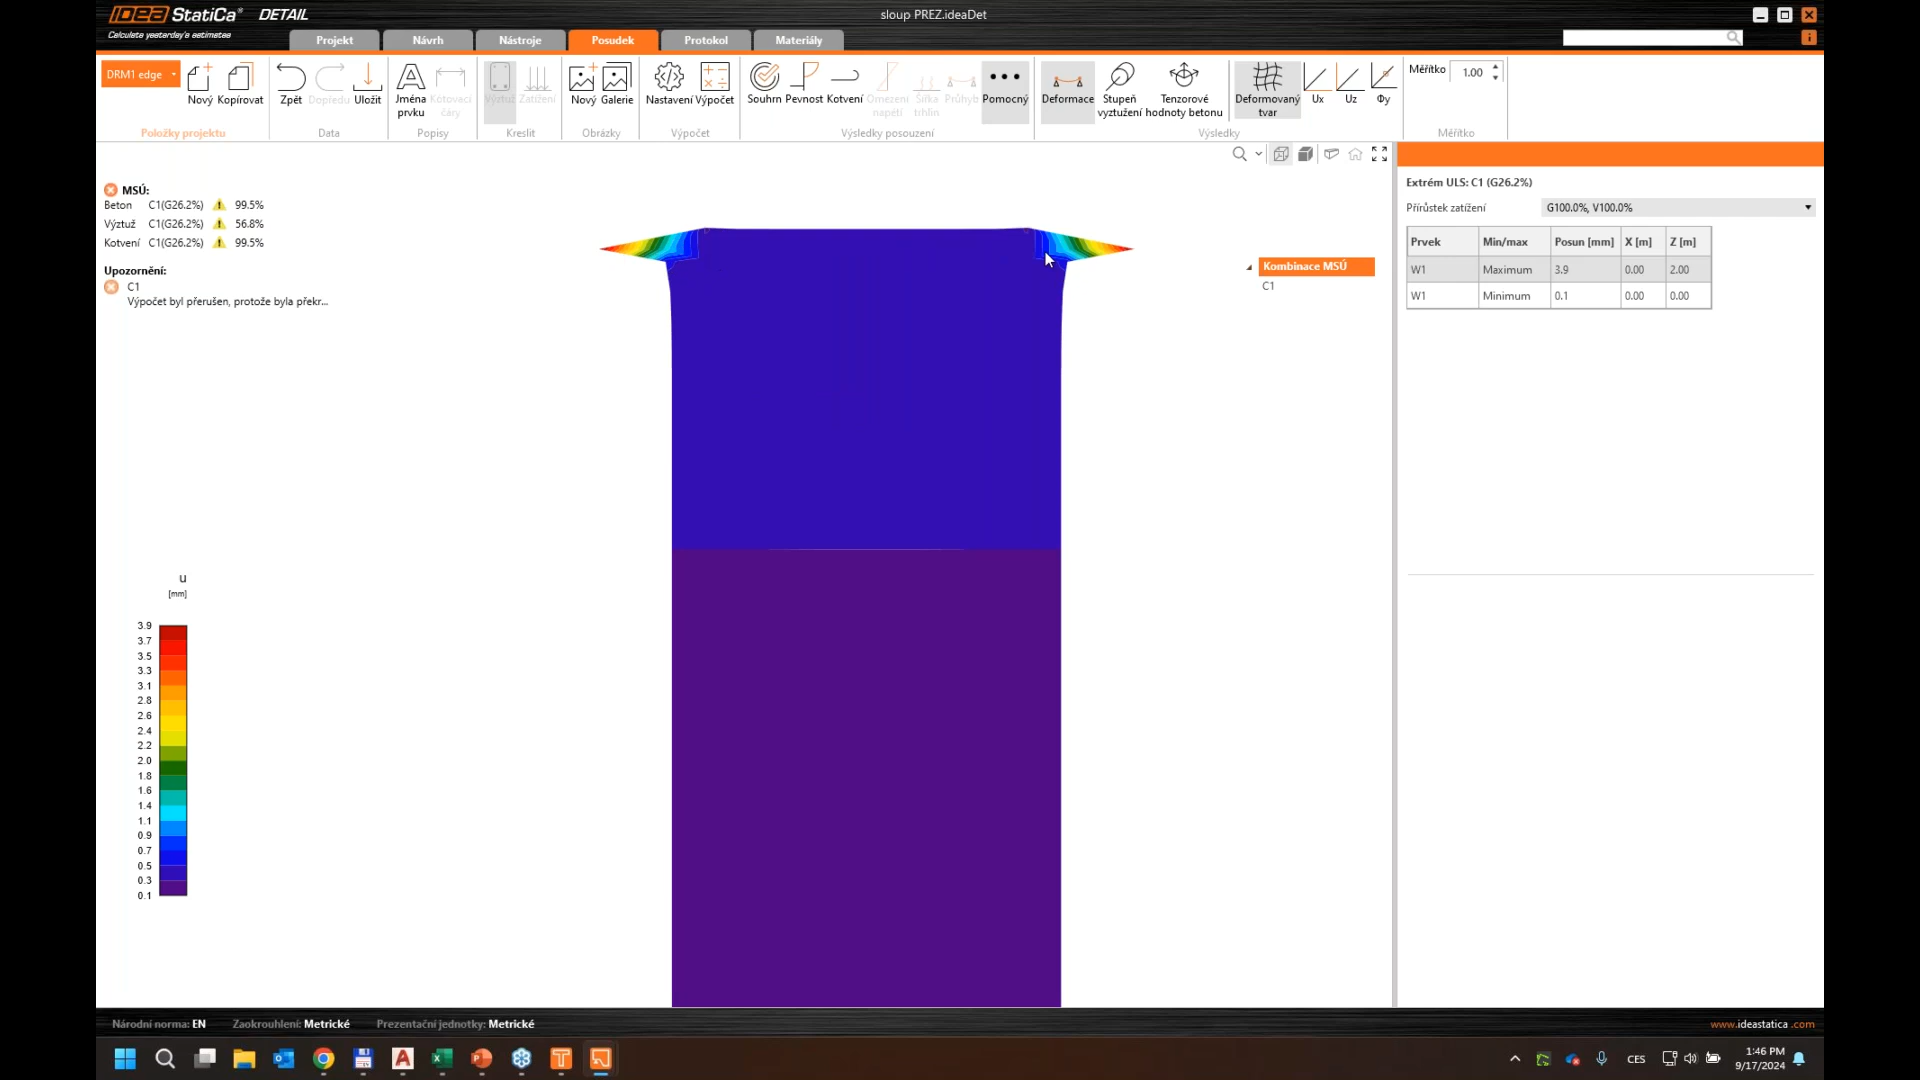 IDEA StatiCa® DETAIL
Calculate yesterday's estimates
sloup PREZ.ideaDet
Projekt
Návrh
Nástroje
Posudek
Protokol
Materiály
DRM1 edge
Nový
Kopírovat
Položky projektu
Zpět
Depředu
Uložit
Data
Jména prvku
Kótovací čáry
Popisy
Výztuž
Zatížení
Kreslit
Nový
Galerie
Obrázky
Nastavení
Výpočet
Výpočet
Souhrn
Pevnost
Kotvení
Omezení napětí
Šířka trhlin
Průhyb
Pomocný
Výsledky posouzení
Deformace
Stupeň vyztužení
Tenzorové hodnoty betonu
Deformovaný tvar
Ux
Uz
Φy
Výsledky
Měřítko 1.00
Měřítko
MSÚ:
Beton C1(G26.2%) 99.5%
Výztuž C1(G26.2%) 56.8%
Kotvení C1(G26.2%) 99.5%
Upozornění:
C1
Výpočet byl přerušen, protože byla překr...
Kombinace MSÚ
C1
u
[mm]
3.9
3.7
3.5
3.3
3.1
2.8
2.6
2.4
2.2
2.0
1.8
1.6
1.4
1.1
0.9
0.7
0.5
0.3
0.1
Extrém ULS: C1 (G26.2%)
Přírůstek zatížení G100.0%, V100.0%
Prvek Min/max Posun [mm] X [m] Z [m]
W1 Maximum 3.9 0.00 2.00
W1 Minimum 0.1 0.00 0.00
Národní norma: EN Zaokrouhlení: Metrické Prezentační jednotky: Metrické
www.ideastatica.com
CES
1:46 PM
9/17/2024